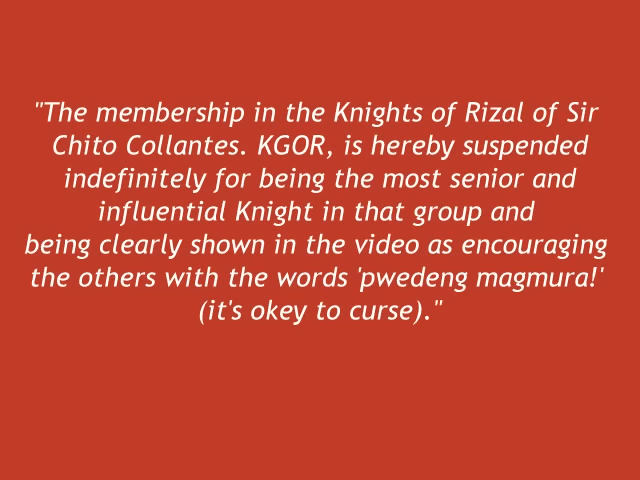 "The membership in the Knights of Rizal of Sir
Chito Collantes. KGOR, is hereby suspended
indefinitely for being the most senior and
influential Knight in that group and
being clearly shown in the video as encouraging
the others with the words 'pwedeng magmura!'
(it's okey to curse)."